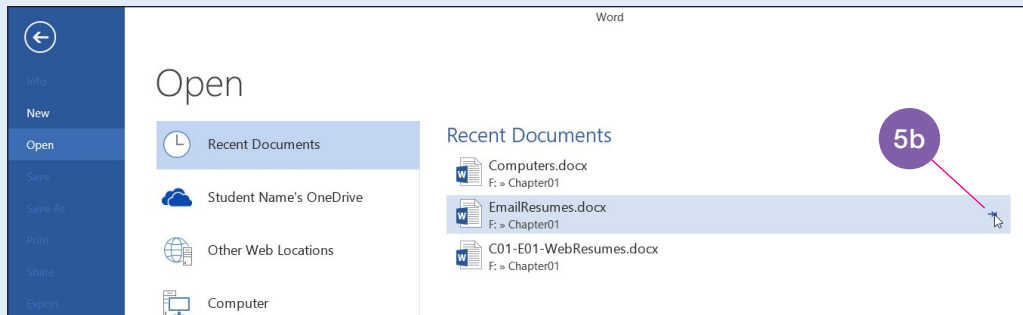 Word
Info
New
Open
Save
Save As
Print
Share
Export
Open
Recent Documents
Student Name's OneDrive
Other Web Locations
Computer
Recent Documents
Computers.docx
F: » Chapter01
EmailResumes.docx
F: » Chapter01
C01-E01-WebResumes.docx
F: » Chapter01
5b